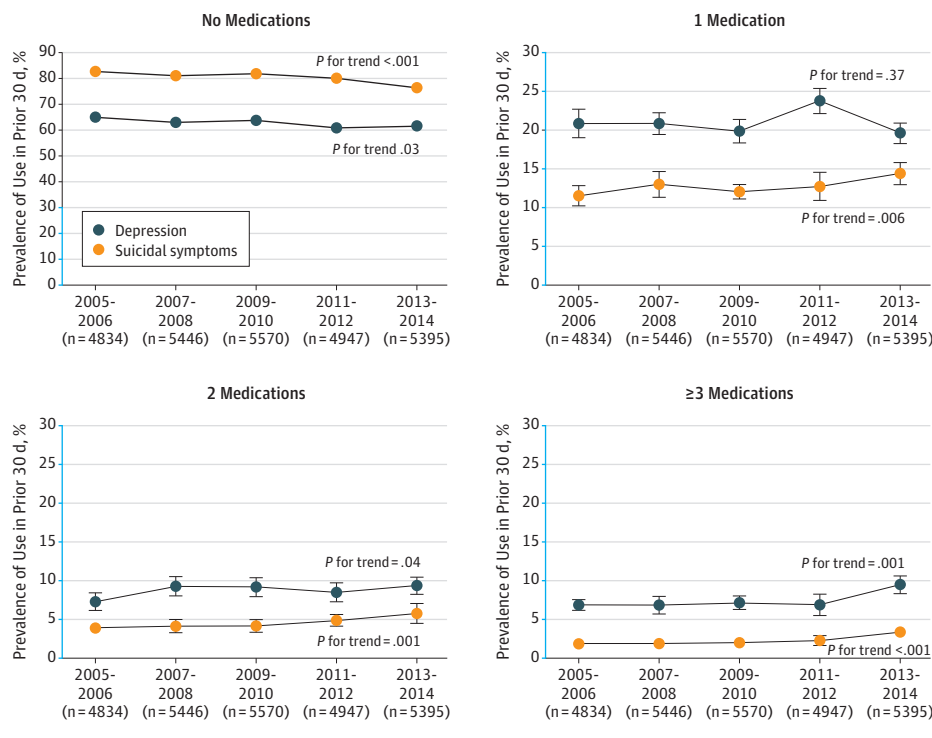 No Medications
Prevalence of Use in Prior 30 d, %
90
80
70
60
50
40
30
20
10
0
P for trend <.001
P for trend .03
Depression
Suicidal symptoms
2005-
2006
(n=4834)
2007-
2008
(n=5446)
2009-
2010
(n=5570)
2011-
2012
(n=4947)
2013-
2014
(n=5395)
1 Medication
Prevalence of Use in Prior 30 d, %
30
25
20
15
10
5
0
P for trend=.37
P for trend=.006
2005-
2006
(n=4834)
2007-
2008
(n=5446)
2009-
2010
(n=5570)
2011-
2012
(n=4947)
2013-
2014
(n=5395)
2 Medications
Prevalence of Use in Prior 30 d, %
30
25
20
15
10
5
0
P for trend=.04
P for trend=.001
2005-
2006
(n=4834)
2007-
2008
(n=5446)
2009-
2010
(n=5570)
2011-
2012
(n=4947)
2013-
2014
(n=5395)
≥3 Medications
Prevalence of Use in Prior 30 d, %
30
25
20
15
10
5
0
P for trend=.001
P for trend<.001
2005-
2006
(n=4834)
2007-
2008
(n=5446)
2009-
2010
(n=5570)
2011-
2012
(n=4947)
2013-
2014
(n=5395)